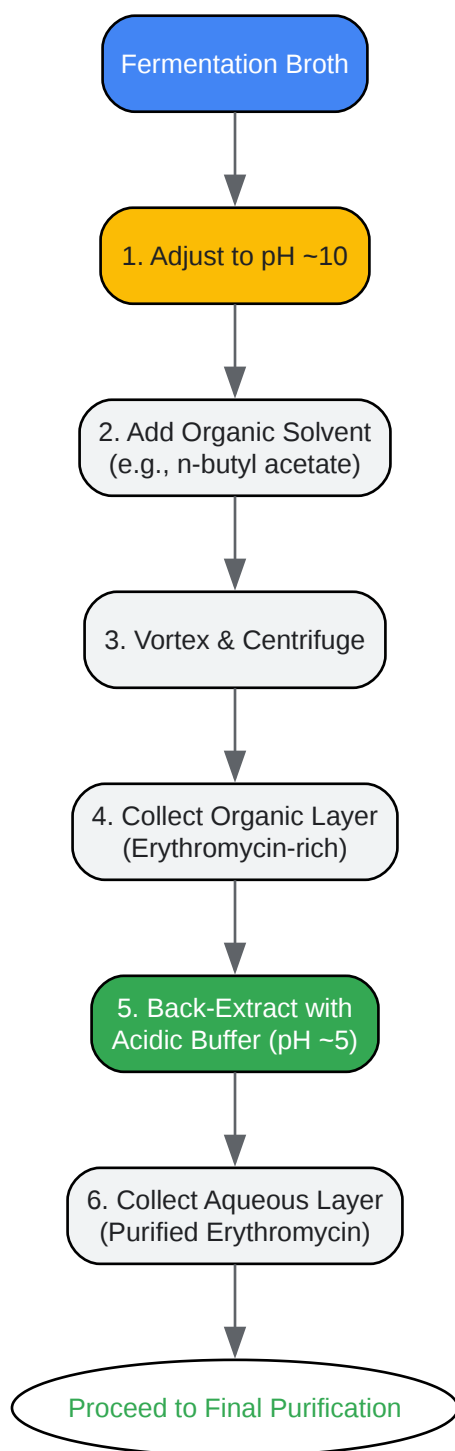 Fermentation Broth
1. Adjust to pH ~10
2. Add Organic Solvent
(e.g., n-butyl acetate)
3. Vortex & Centrifuge
4. Collect Organic Layer
(Erythromycin-rich)
5. Back-Extract with
Acidic Buffer (pH ~5)
6. Collect Aqueous Layer
(Purified Erythromycin)
Proceed to Final Purification